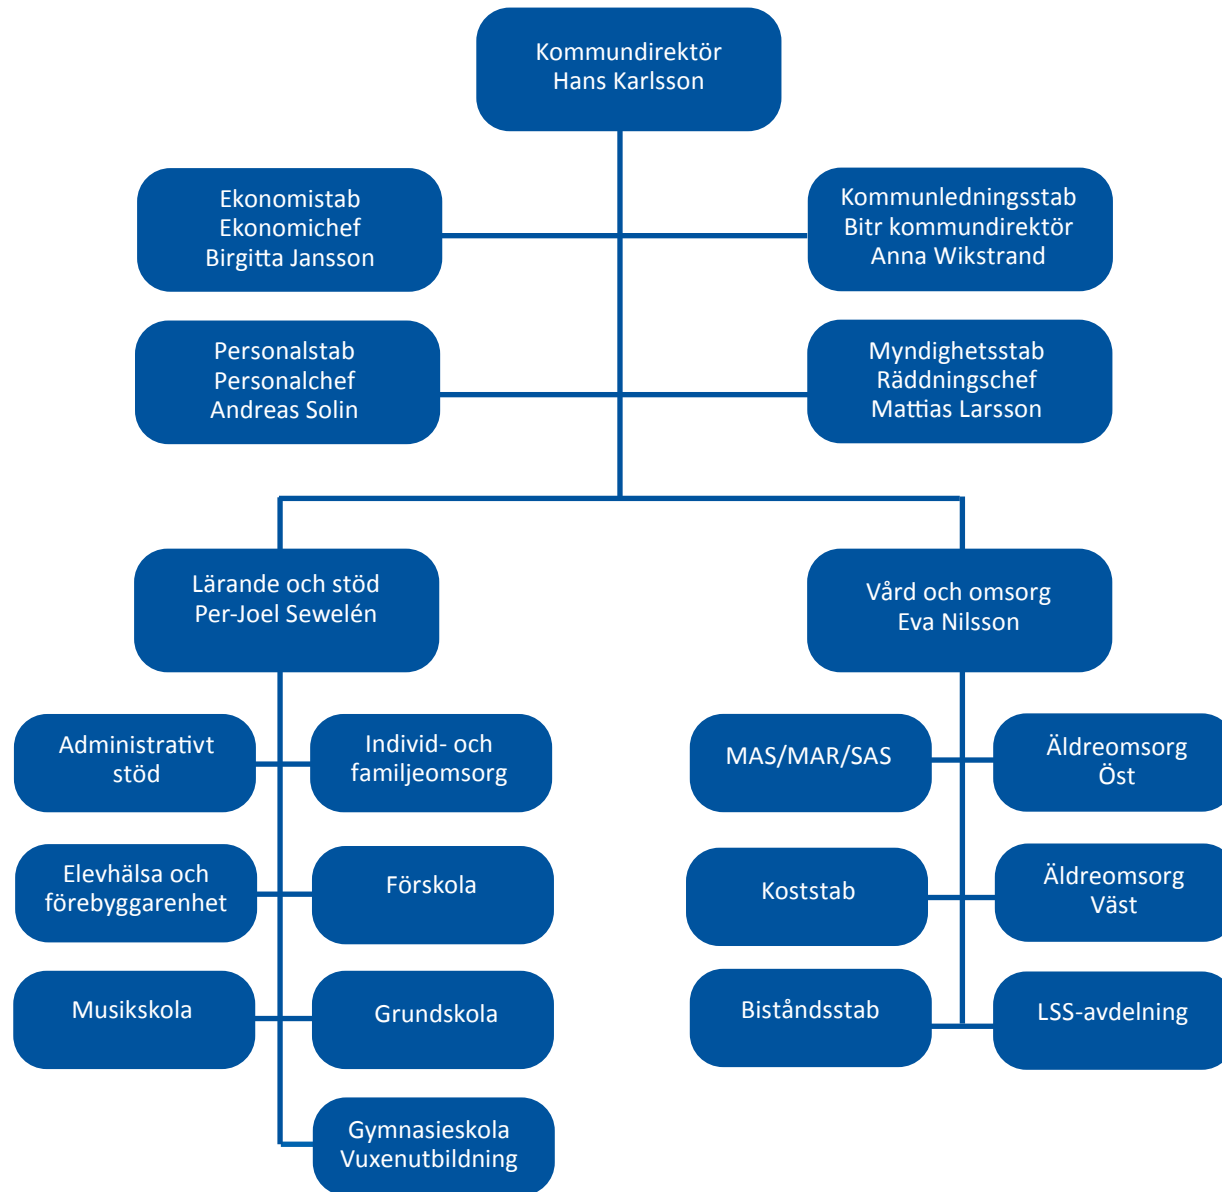 Kommundirektör
Hans Karlsson
Ekonomistab
Ekonomichef
Birgitta Jansson
Kommunledningsstab
Bitr kommundirektör
Anna Wikstrand
Personalstab
Personalchef
Andreas Solin
Myndighetsstab
Räddningschef
Mattias Larsson
Lärande och stöd
Per-Joel Sewelén
Vård och omsorg
Eva Nilsson
Administrativt
stöd
Individ- och
familjeomsorg
MAS/MAR/SAS
Äldreomsorg
Öst
Elevhälsa och
förebyggarenhet
Förskola
Koststab
Äldreomsorg
Väst
Musikskola
Grundskola
Biståndsstab
LSS-avdelning
Gymnasieskola
Vuxenutbildning